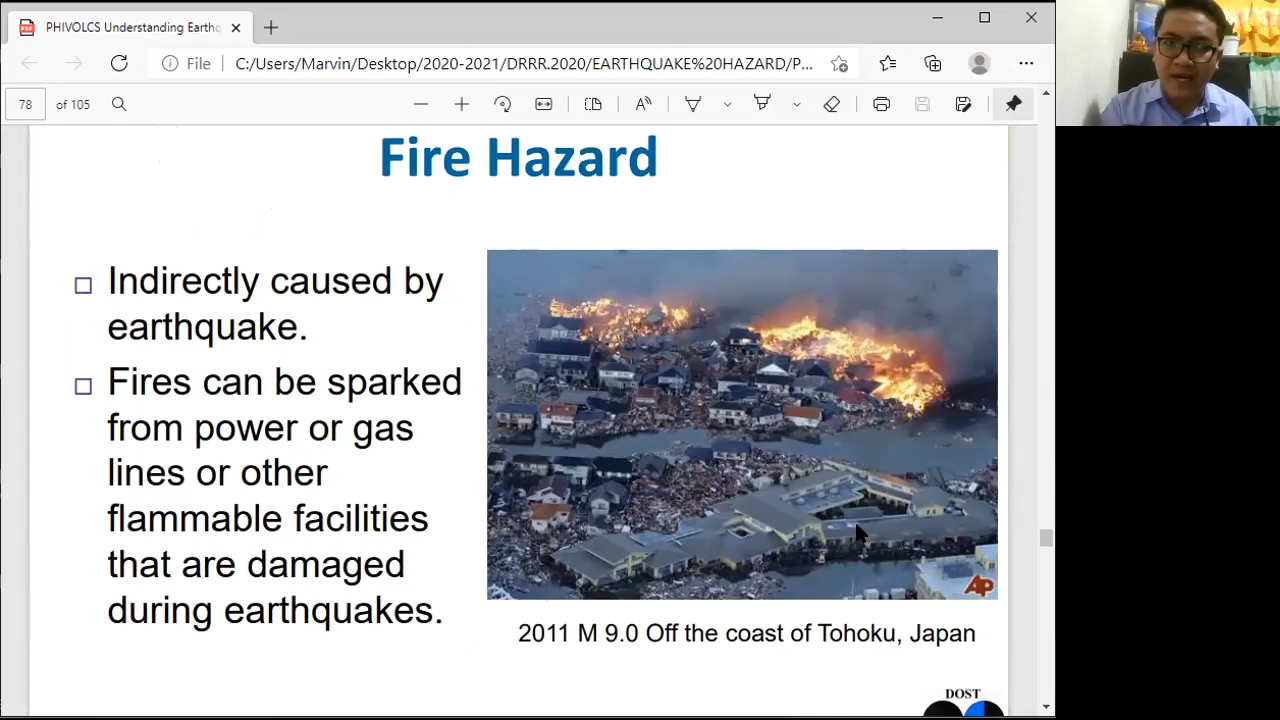 PHIVOLCS Understanding Earthq
File
C:/Users/Marvin/Desktop/2020-2021/DRRR.2020/EARTHQUAKE%20HAZARD/P...
78 of 105
Fire Hazard
Indirectly caused by
earthquake.
Fires can be sparked
from power or gas
lines or other
flammable facilities
that are damaged
during earthquakes.
AP
2011 M 9.0 Off the coast of Tohoku, Japan
DOST